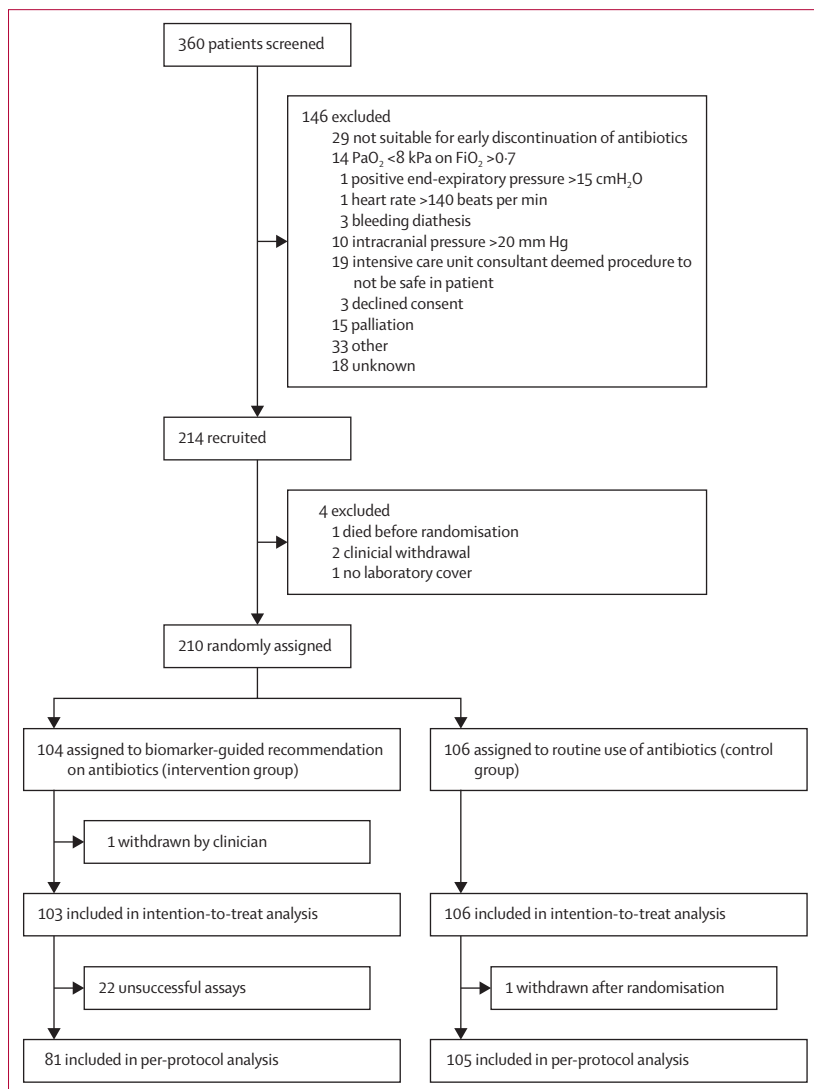 360 patients screened
146 excluded
29 not suitable for early discontinuation of antibiotics
14 PaO₂ <8 kPa on FiO₂ >0·7
1 positive end-expiratory pressure >15 cmH₂O
1 heart rate >140 beats per min
3 bleeding diathesis
10 intracranial pressure >20 mm Hg
19 intensive care unit consultant deemed procedure to
not be safe in patient
3 declined consent
15 palliation
33 other
18 unknown
214 recruited
4 excluded
1 died before randomisation
2 clinicial withdrawal
1 no laboratory cover
210 randomly assigned
104 assigned to biomarker-guided recommendation
on antibiotics (intervention group)
106 assigned to routine use of antibiotics (control
group)
1 withdrawn by clinician
103 included in intention-to-treat analysis
106 included in intention-to-treat analysis
22 unsuccessful assays
1 withdrawn after randomisation
81 included in per-protocol analysis
105 included in per-protocol analysis